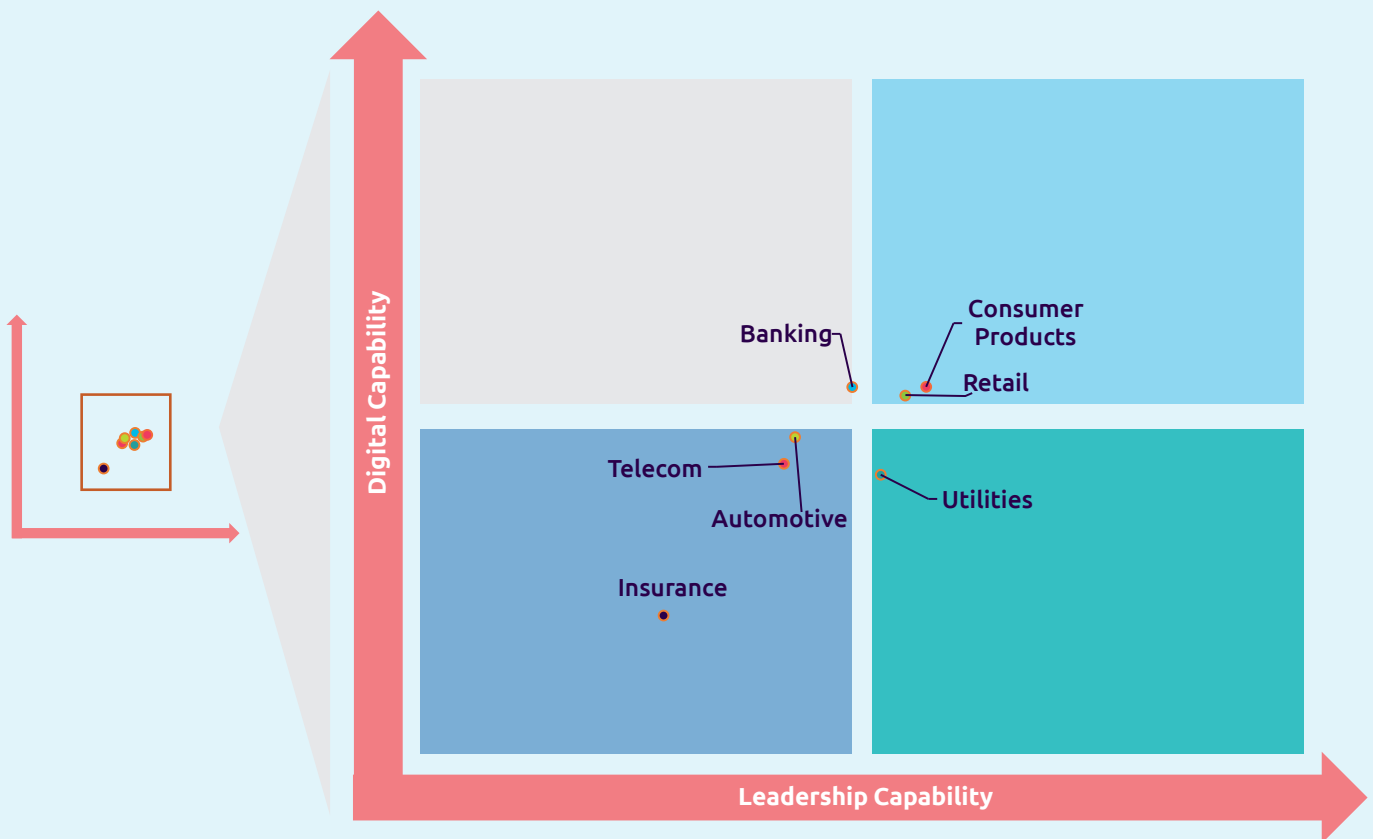 Digital Capability
Banking
Consumer
Products
Retail
Telecom
Automotive
Utilities
Insurance
Leadership Capability